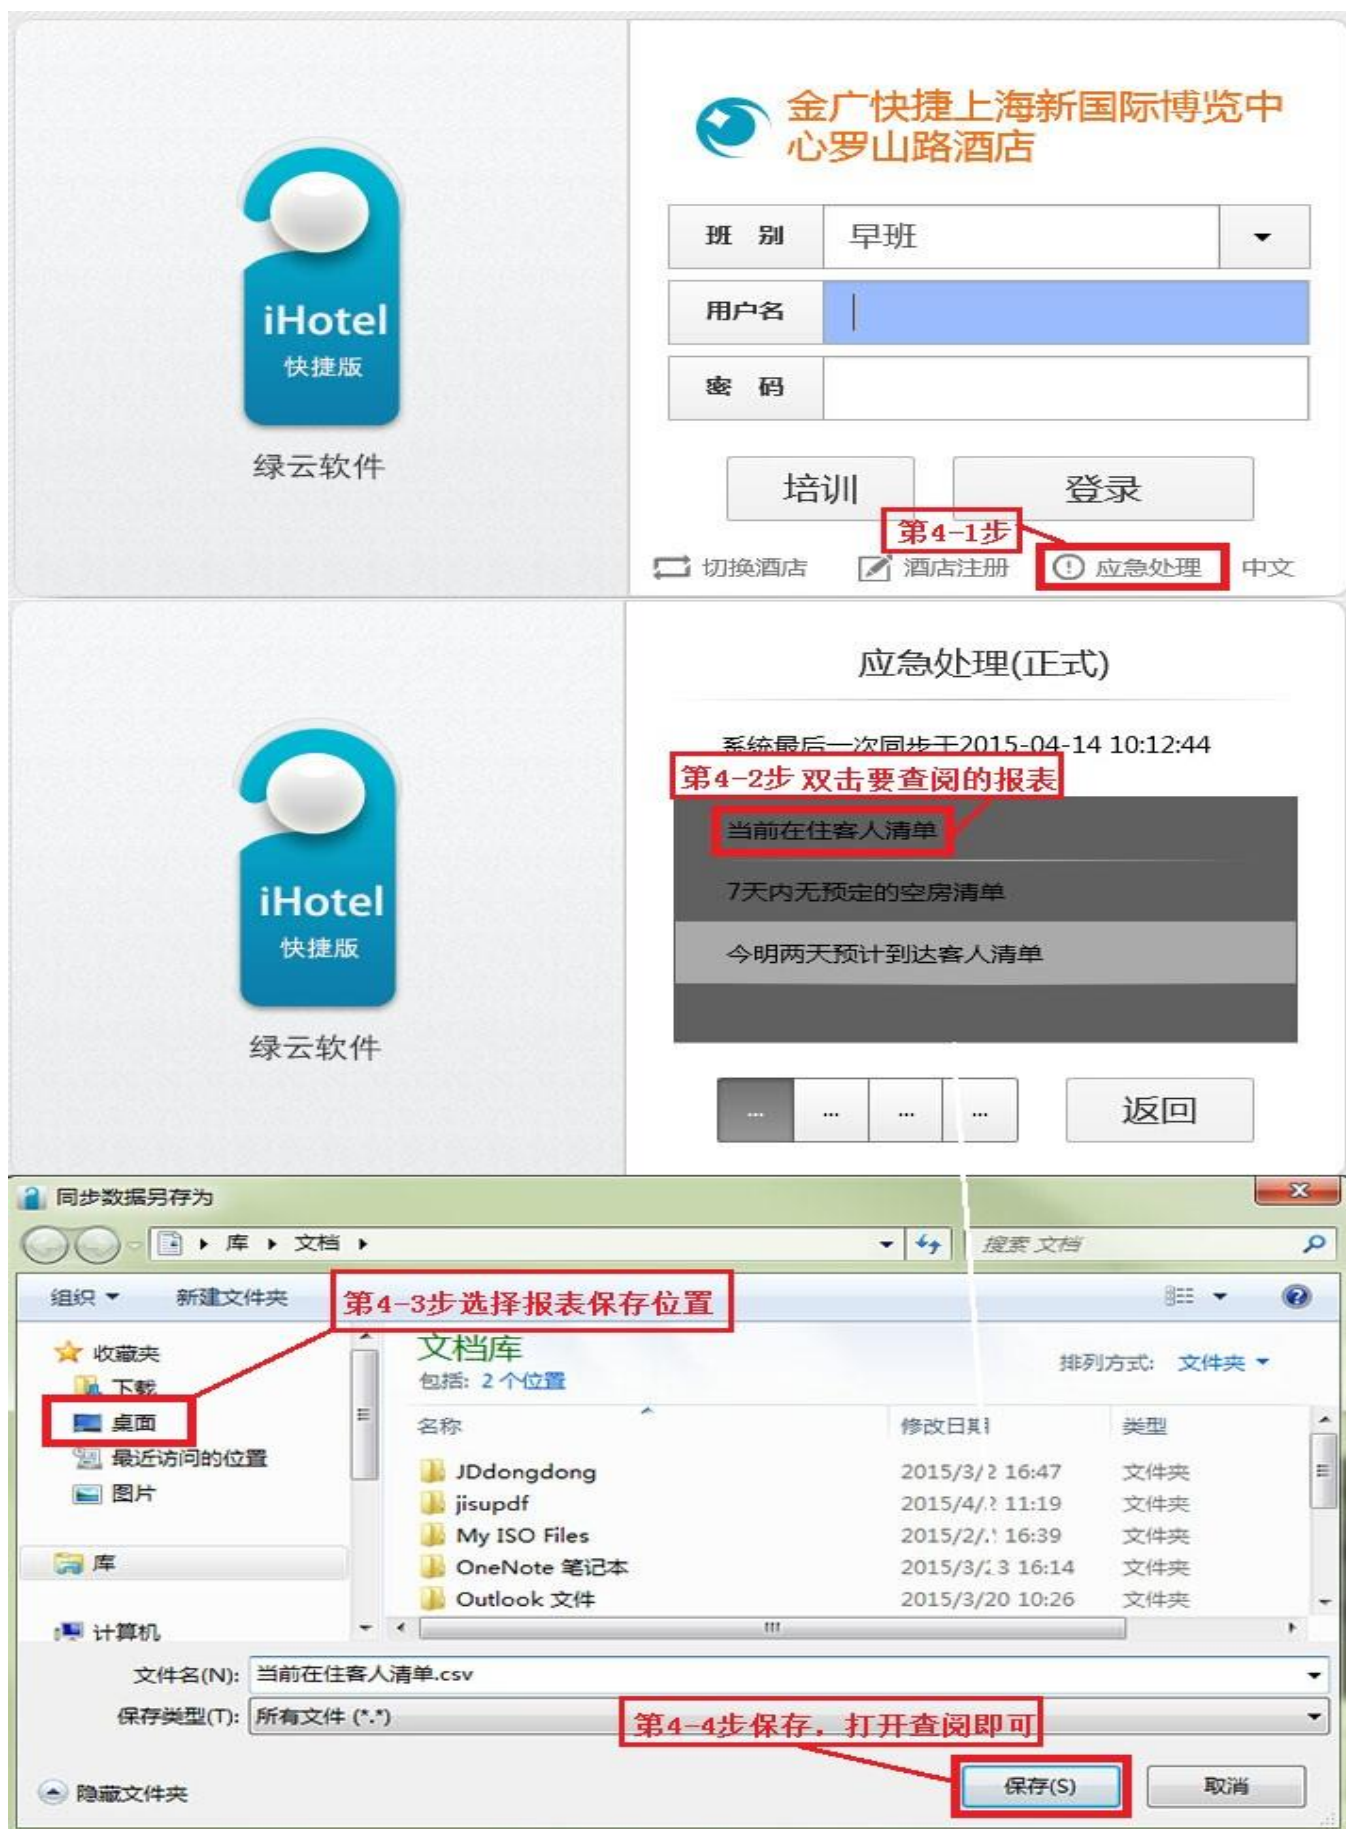 金广快捷上海新国际博览中
心罗山路酒店
班 别
早班
用户名
iHotel
快捷版
密 码
绿云软件
培训
登录
第4-1步
切换酒店
酒店注册
应急处理
中文
应急处理(正式)
系统最后一次同步于2015-04-14 10:12:44
第4-2步 双击要查阅的报表
当前在住客人清单
7天内无预定的空房清单
今明两天预计到达客人清单
iHotel
快捷版
绿云软件
...
...
...
...
返回
同步数据另存为
库
文档
搜索 文档
组织
新建文件夹
第4-3步选择报表保存位置
收藏夹
下载
桌面
最近访问的位置
图片
库
计算机
文档库
包括: 2 个位置
排列方式: 文件夹
名称
修改日期
类型
JDdongdong
16:47
文件夹
jisupdf
11:19
文件夹
My ISO Files
16:39
文件夹
OneNote 笔记本
16:14
文件夹
Outlook 文件
2015/3/20 10:26
文件夹
文件名(N):
当前在住客人清单.csv
保存类型(T):
所有文件 (*.*)
第4-4步保存，打开查阅即可
隐藏文件夹
保存(S)
取消